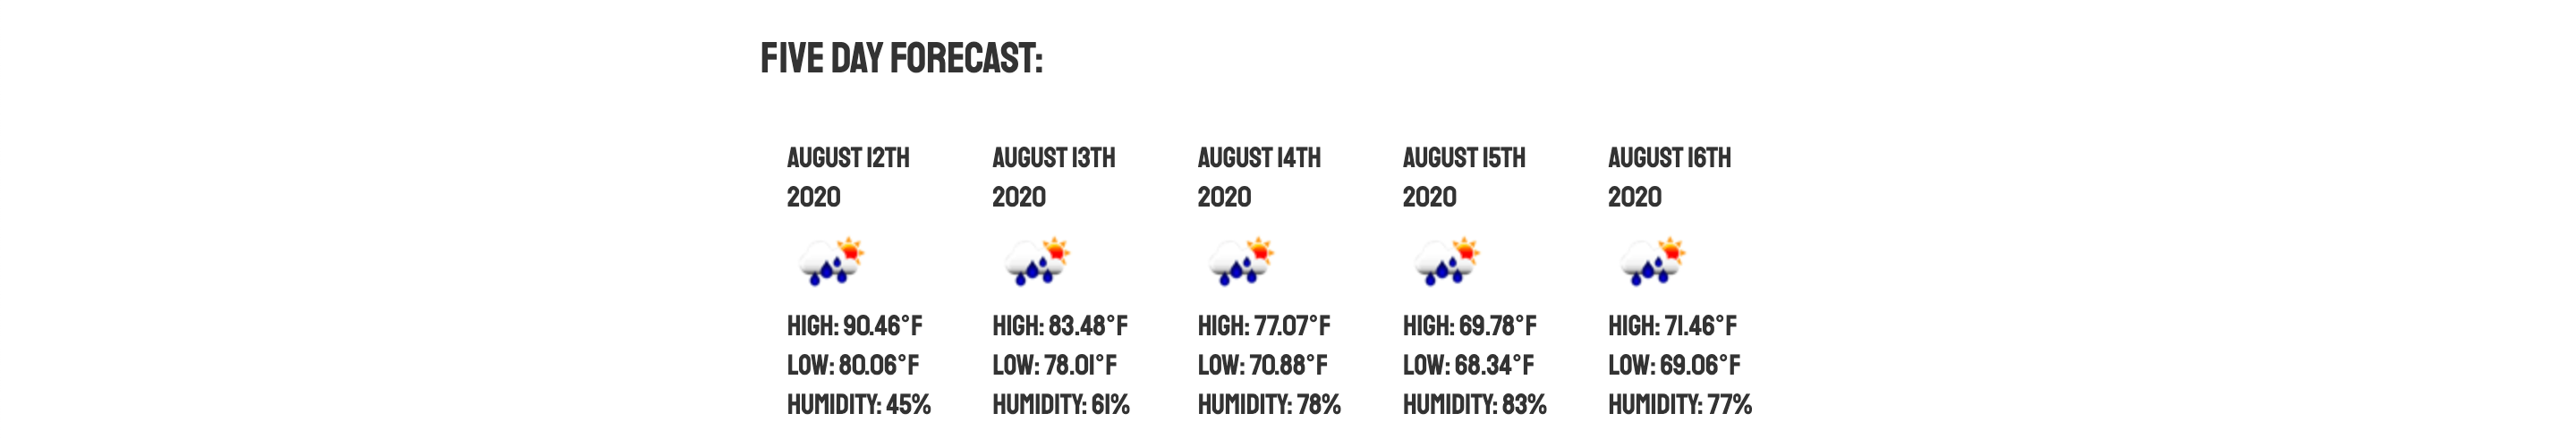 FIVE DAY FORECAST:
AUGUST 12TH
2020
HIGH: 90.46°F
LOW: 80.06°F
HUMIDITY: 45%
AUGUST 13TH
2020
HIGH: 83.48°F
LOW: 78.01°F
HUMIDITY: 61%
AUGUST 14TH
2020
HIGH: 77.07°F
LOW: 70.88°F
HUMIDITY: 78%
AUGUST 15TH
2020
HIGH: 69.78°F
LOW: 68.34°F
HUMIDITY: 83%
AUGUST 16TH
2020
HIGH: 71.46°F
LOW: 69.06°F
HUMIDITY: 77%